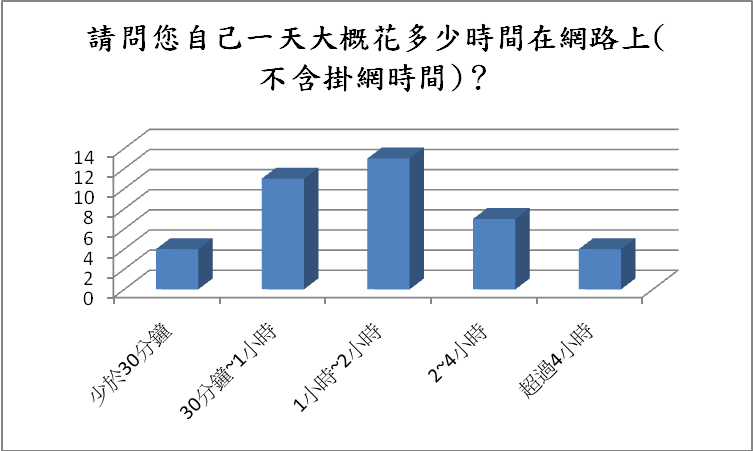 請問您自己一天大概花多少時間在網路上(
不含掛網時間)？
14
12
10
8
6
4
2
0
少於30分鐘
30分鐘~1小時
1小時~2小時
2~4小時
超過4小時